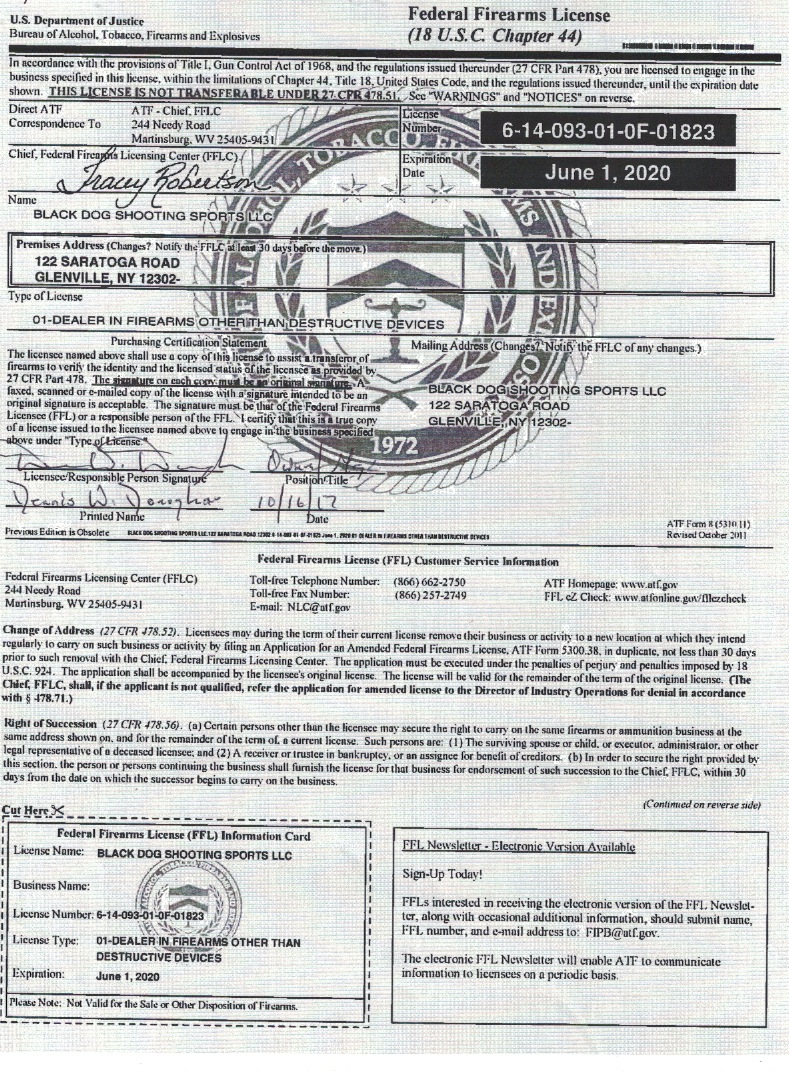 U.S. Department of Justice
Bureau of Alcohol, Tobacco, Firearms and Explosives
Federal Firearms License
(18 U.S.C. Chapter 44)
In accordance with the provisions of Title I, Gun Control Act of 1968, and the regulations issued thereunder (27 CFR Part 478), you are licensed to engage in the
business specified in this license, within the limitations of Chapter 44, Title 18, United States Code, and the regulations issued thereunder, until the expiration date
shown. THIS LICENSE IS NOT TRANSFERABLE UNDER 27 CFR 478.51. See "WARNINGS" and "NOTICES" on reverse.
Direct ATF
Correspondence To
ATF - Chief, FFLC
244 Needy Road
Martinsburg, WV 25405-9431
License
Number
6-14-093-01-0F-01823
Chief, Federal Firearms Licensing Center (FFLC)
Tracey Robertson
Expiration
Date
June 1, 2020
Name
BLACK DOG SHOOTING SPORTS LLC
Premises Address (Changes? Notify the FFLC at least 30 days before the move.)
122 SARATOGA ROAD
GLENVILLE, NY 12302-
Type of License
01-DEALER IN FIREARMS OTHER THAN DESTRUCTIVE DEVICES
Purchasing Certification Statement
The licensee named above shall use a copy of this license to assist a transferor of
firearms to verify the identity and the licensed status of the licensee as provided by
27 CFR Part 478. The signature on each copy must be an original signature. A
faxed, scanned or e-mailed copy of the license with a signature intended to be an
original signature is acceptable. The signature must be that of the Federal Firearms
Licensee (FFL) or a responsible person of the FFL. I certify that this is a true copy
of a license issued to the licensee named above to engage in the business specified
above under "Type of License."
Mailing Address (Changes? Notify the FFLC of any changes.)
BLACK DOG SHOOTING SPORTS LLC
122 SARATOGA ROAD
GLENVILLE, NY 12302-
1972
Licensee/Responsible Person Signature
Position/Title
Dennis W.
10/16/17
Printed Name
Date
ATF Form 8 (5310.11)
Revised October 2011
Previous Edition is Obsolete
BLACK DOG SHOOTING SPORTS LLC:122 SARATOGA ROAD 12302:6-14-093-01-0F-01823:June 1, 2020:01-DEALER IN FIREARMS OTHER THAN DESTRUCTIVE DEVICES
Federal Firearms License (FFL) Customer Service Information
Federal Firearms Licensing Center (FFLC)
244 Needy Road
Martinsburg, WV 25405-9431
Toll-free Telephone Number: (866) 662-2750
Toll-free Fax Number: (866) 257-2749
E-mail: NLC@atf.gov
ATF Homepage: www.atf.gov
FFL eZ Check: www.atfonline.gov/fflezcheck
Change of Address (27 CFR 478.52). Licensees may during the term of their current license remove their business or activity to a new location at which they intend
regularly to carry on such business or activity by filing an Application for an Amended Federal Firearms License, ATF Form 5300.38, in duplicate, not less than 30 days
prior to such removal with the Chief, Federal Firearms Licensing Center. The application must be executed under the penalties of perjury and penalties imposed by 18
U.S.C. 924. The application shall be accompanied by the licensee's original license. The license will be valid for the remainder of the term of the original license. (The
Chief, FFLC, shall, if the applicant is not qualified, refer the application for amended license to the Director of Industry Operations for denial in accordance
with § 478.71.)
Right of Succession (27 CFR 478.56). (a) Certain persons other than the licensee may secure the right to carry on the same firearms or ammunition business at the
same address shown on, and for the remainder of the term of, a current license. Such persons are: (1) The surviving spouse or child, or executor, administrator, or other
legal representative of a deceased licensee; and (2) A receiver or trustee in bankruptcy, or an assignee for benefit of creditors. (b) In order to secure the right provided by
this section, the person or persons continuing the business shall furnish the license for that business for endorsement of such succession to the Chief, FFLC, within 30
days from the date on which the successor begins to carry on the business.
(Continued on reverse side)
Cut Here
Federal Firearms License (FFL) Information Card
License Name: BLACK DOG SHOOTING SPORTS LLC
Business Name:
License Number: 6-14-093-01-0F-01823
License Type: 01-DEALER IN FIREARMS OTHER THAN
DESTRUCTIVE DEVICES
Expiration: June 1, 2020
Please Note: Not Valid for the Sale or Other Disposition of Firearms.
FFL Newsletter - Electronic Version Available
Sign-Up Today!
FFLs interested in receiving the electronic version of the FFL Newslet-
ter, along with occasional additional information, should submit name,
FFL number, and e-mail address to: FIPB@atf.gov.
The electronic FFL Newsletter will enable ATF to communicate
information to licensees on a periodic basis.